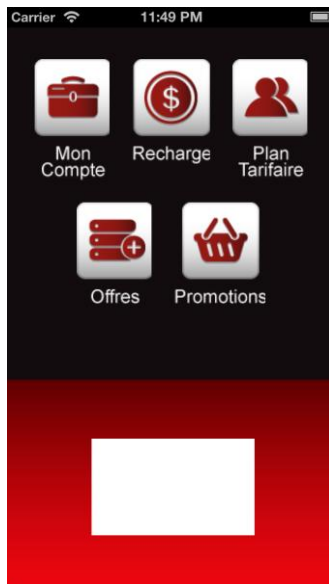 Carrier 11:49 PM
Mon Compte
Recharge
Plan Tarifaire
Offres
Promotions